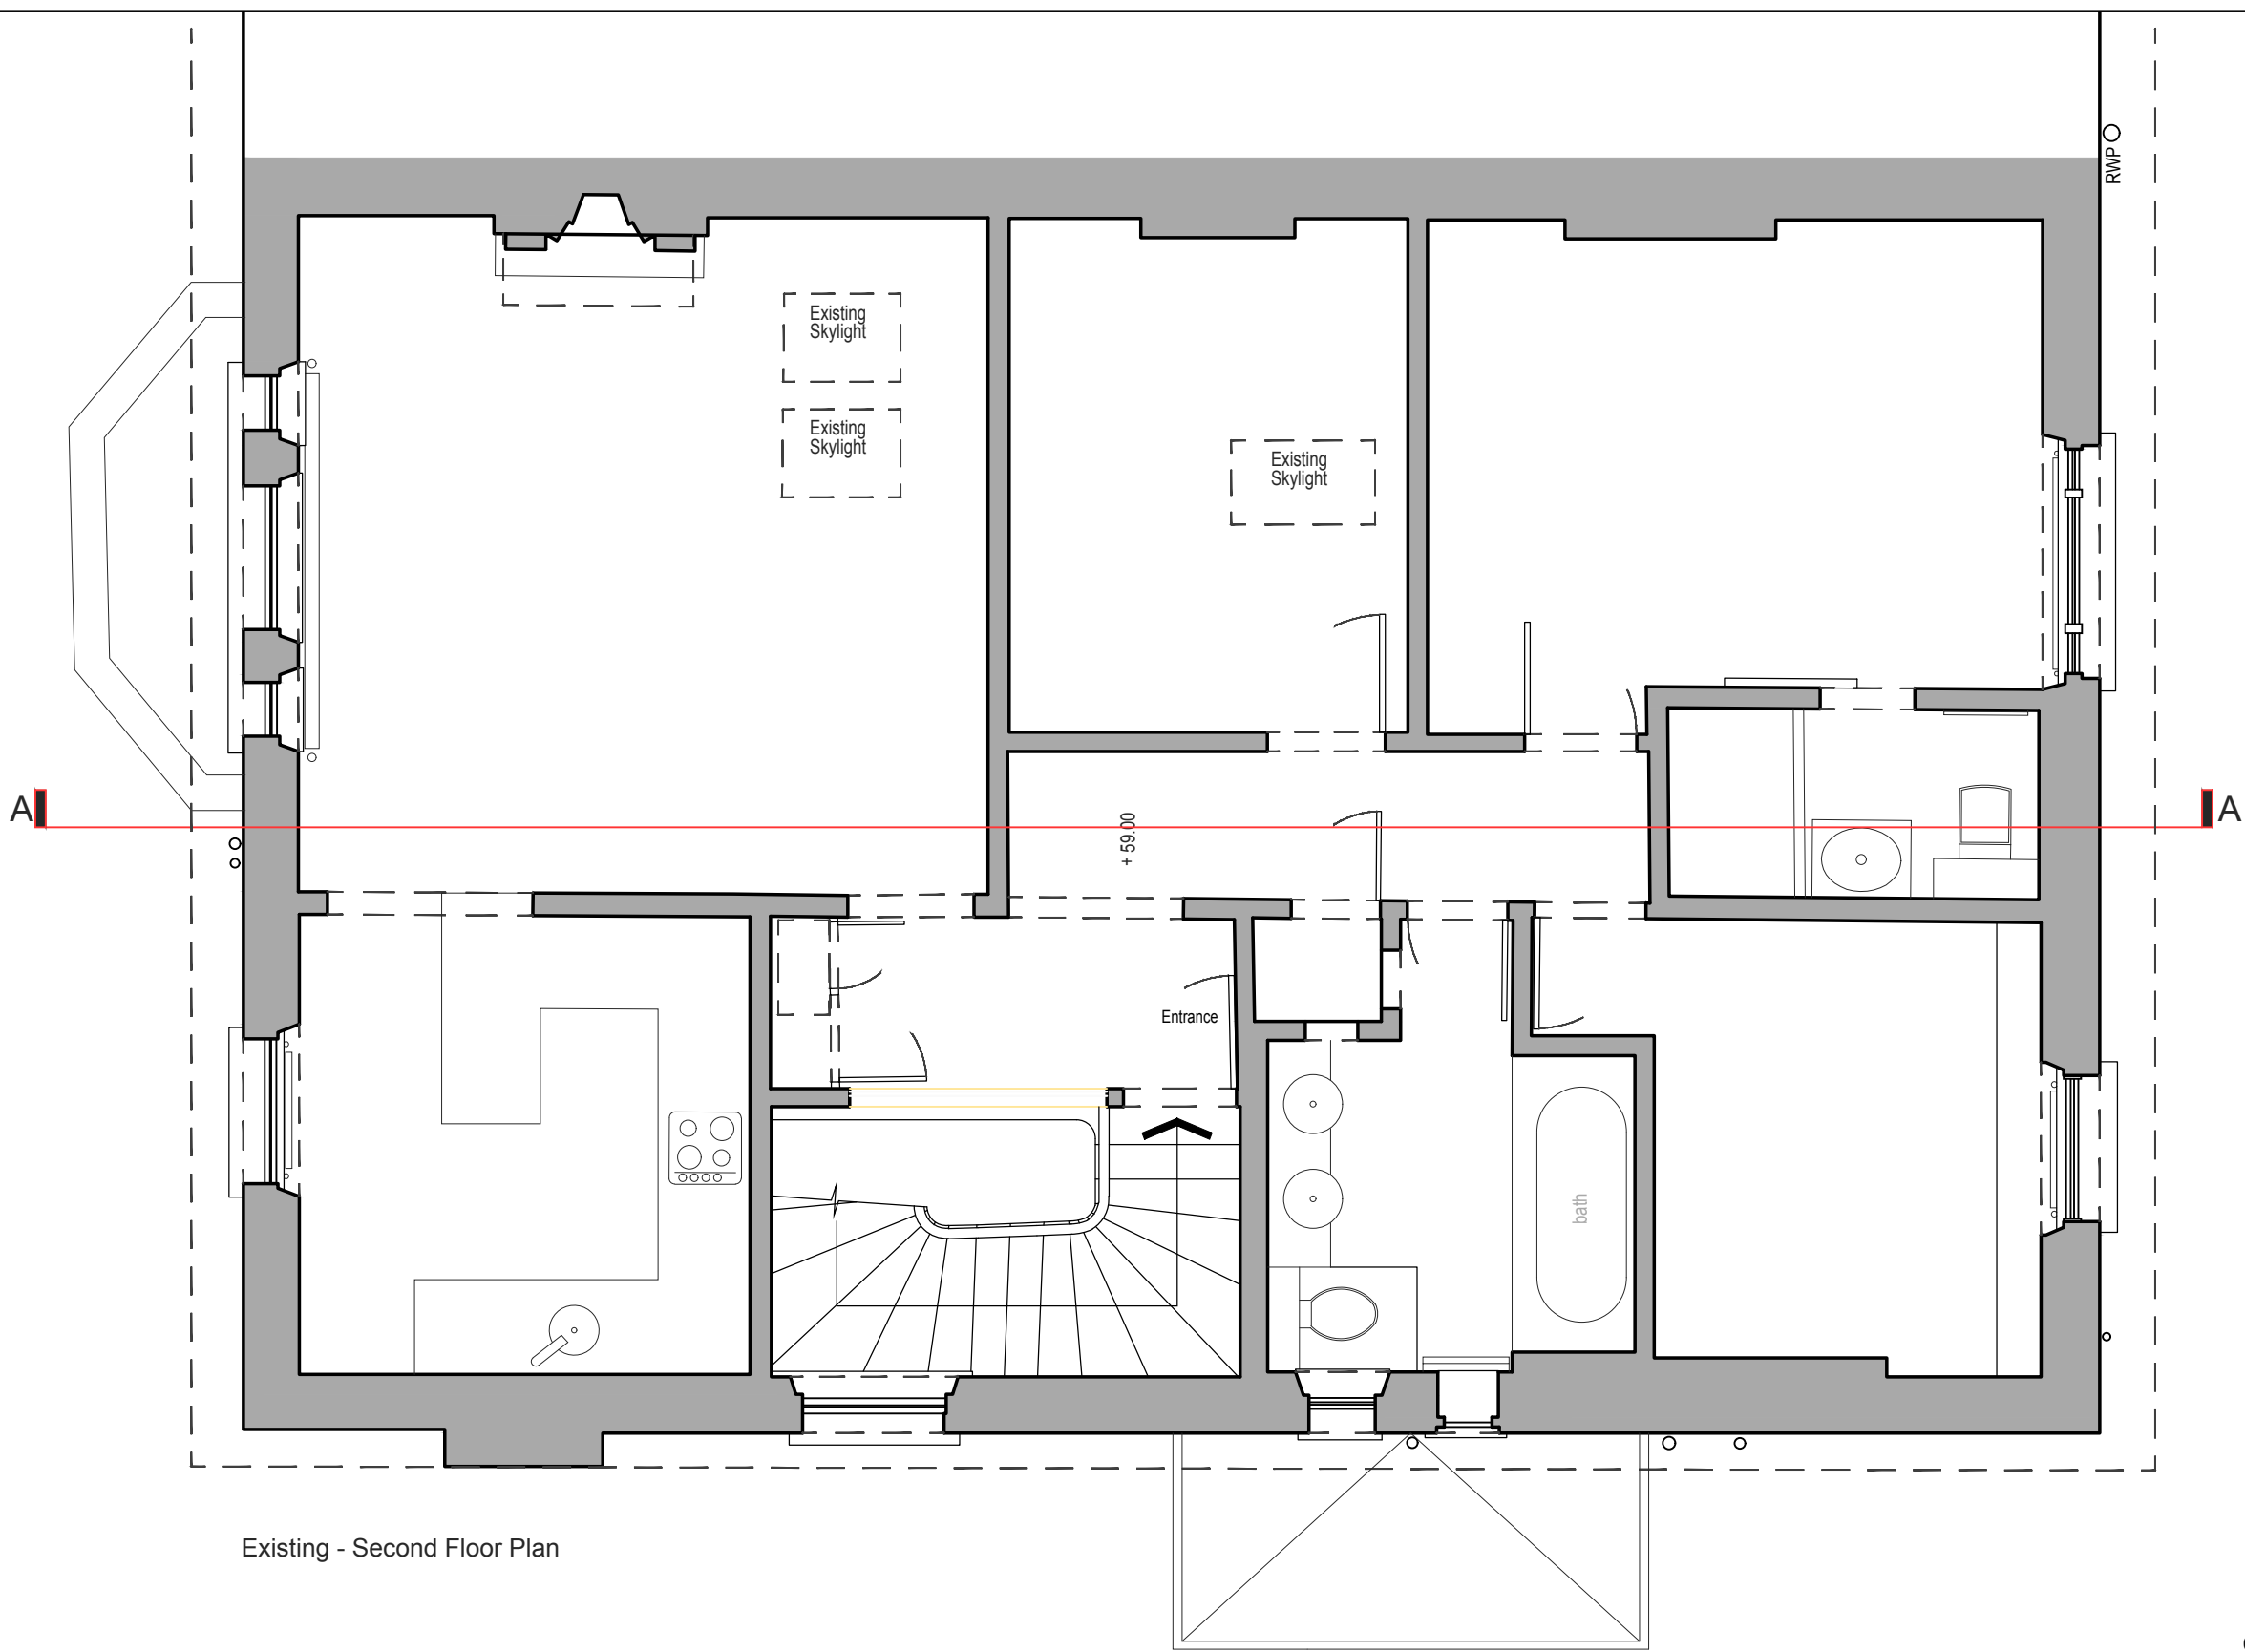 RWP
Existing
Skylight
Existing
Skylight
Existing
Skylight
A
A
+ 59.00
Entrance
bath
Existing - Second Floor Plan